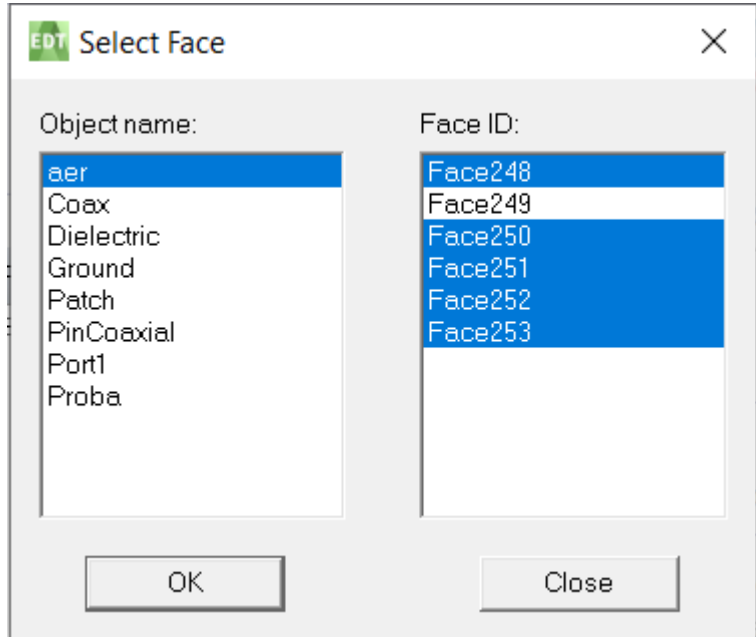 EDT Select Face
Object name:
aer
Coax
Dielectric
Ground
Patch
PinCoaxial
Port1
Proba
Face ID:
Face248
Face249
Face250
Face251
Face252
Face253
OK
Close